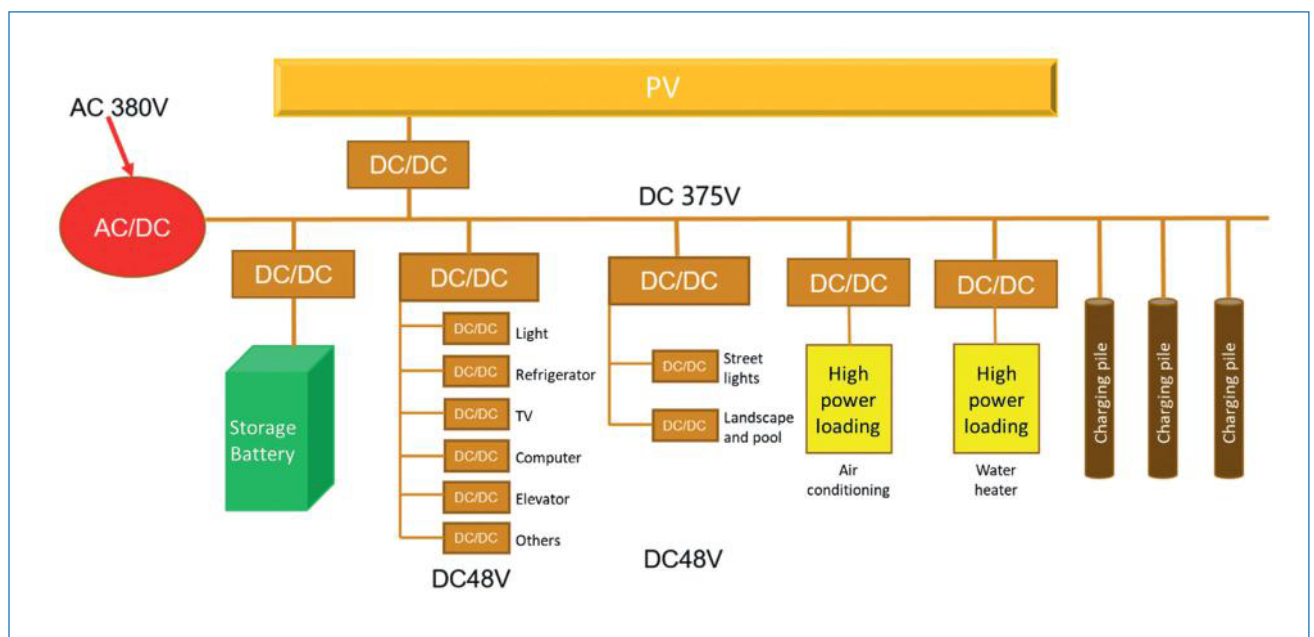 PV
AC 380V
DC/DC
DC 375V
AC/DC
DC/DC
DC/DC
DC/DC
DC/DC
DC/DC
Storage
Battery
DC/DC Light
DC/DC Refrigerator
DC/DC TV
DC/DC Computer
DC/DC Elevator
DC/DC Others
DC48V
DC/DC Street
lights
DC/DC Landscape
and pool
DC48V
High
power
loading
Air
conditioning
High
power
loading
Water
heater
Charging pile
Charging pile
Charging pile